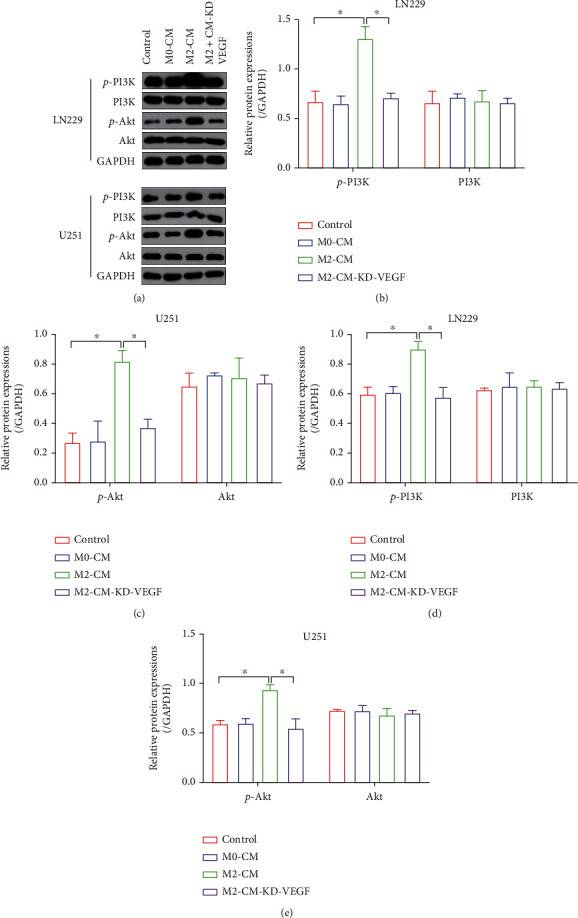 Control
M0-CM
M2-CM
M2 + CM-KD
VEGF
LN229
p-PI3K
PI3K
p-Akt
Akt
GAPDH
U251
p-PI3K
PI3K
p-Akt
Akt
GAPDH
(a)
LN229
Relative protein expressions
(/GAPDH)
1.5
1.0
0.5
0.0
* *
p-PI3K PI3K
Control
M0-CM
M2-CM
M2-CM-KD-VEGF
(b)
U251
Relative protein expressions
(/GAPDH)
1.0
0.8
0.6
0.4
0.2
0.0
* *
p-Akt Akt
Control
M0-CM
M2-CM
M2-CM-KD-VEGF
(c)
LN229
Relative protein expressions
(/GAPDH)
1.0
0.8
0.6
0.4
0.2
0.0
* *
p-PI3K PI3K
Control
M0-CM
M2-CM
M2-CM-KD-VEGF
(d)
U251
Relative protein expressions
(/GAPDH)
1.5
1.0
0.5
0.0
* *
p-Akt Akt
Control
M0-CM
M2-CM
M2-CM-KD-VEGF
(e)